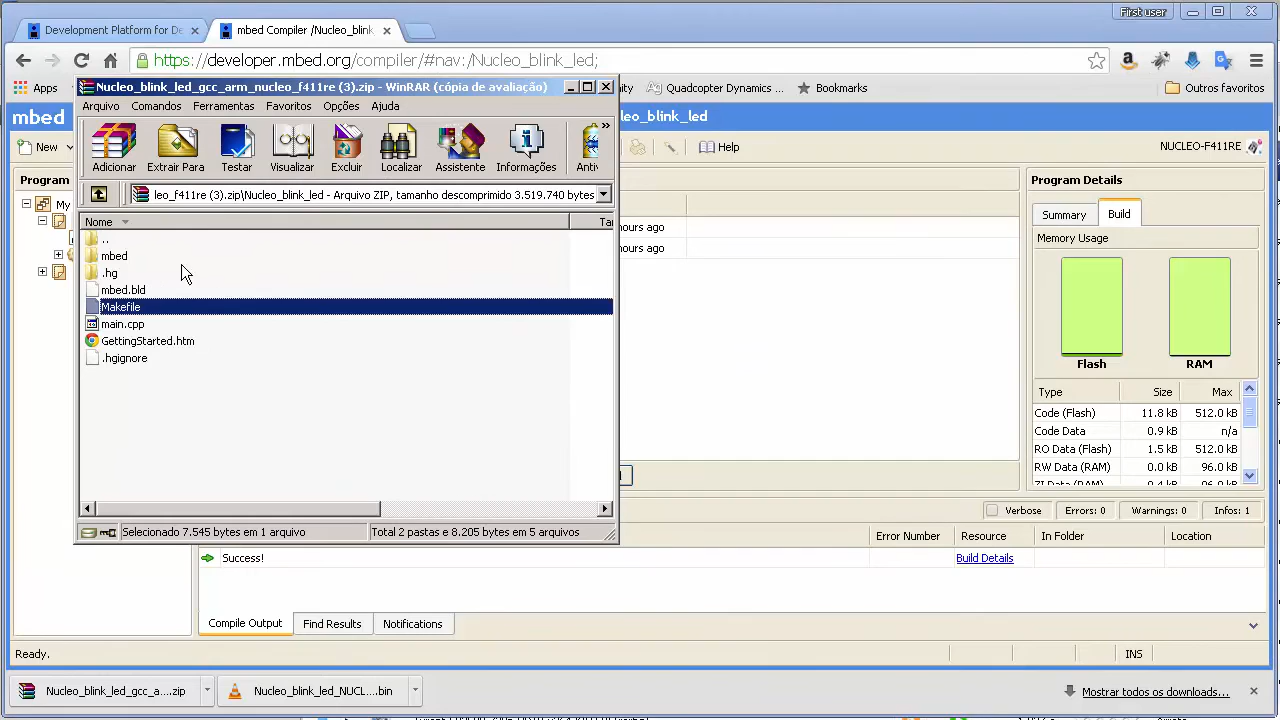 First user
Development Platform for De
mbed Compiler /Nucleo_blink_
https://developer.mbed.org/compiler/#nav:/Nucleo_blink_led;
Apps
Quadcopter Dynamics ...
Bookmarks
Outros favoritos
Nucleo_blink_led_gcc_arm_nucleo_f411re (3).zip - WinRAR (cópia de avaliação)
Arquivo Comandos Ferramentas Favoritos Opções Ajuda
mbed
leo_blink_led
Adicionar Extrair Para Testar Visualizar Excluir Localizar Assistente Informações
New
Help
NUCLEO-F411RE
Program
My
leo_f411re (3).zip\Nucleo_blink_led - Arquivo ZIP, tamanho descomprimido 3.519.740 bytes
Nome
..
mbed
.hg
mbed.bld
Makefile
main.cpp
GettingStarted.htm
.hgignore
hours ago
hours ago
Selecionado 7.545 bytes em 1 arquivo
Total 2 pastas e 8.205 bytes em 5 arquivos
Program Details
Summary Build
Memory Usage
Flash RAM
Type Size Max
Code (Flash) 11.8 kB 512.0 kB
Code Data 0.9 kB n/a
RO Data (Flash) 1.5 kB 512.0 kB
RW Data (RAM) 0.0 kB 96.0 kB
Verbose Errors: 0 Warnings: 0 Infos: 1
Error Number Resource In Folder Location
Success! Build Details
Compile Output Find Results Notifications
Ready. INS
Nucleo_blink_led_gcc_a....zip
Nucleo_blink_led_NUCL....bin
Mostrar todos os downloads...